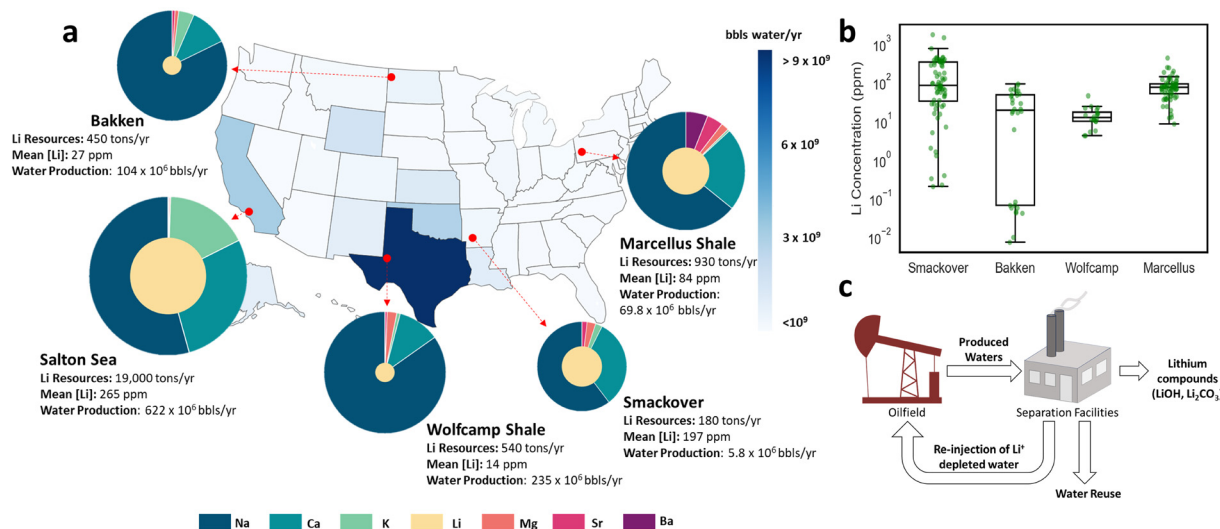 a
Bakken
Li Resources: 450 tons/yr
Mean [Li]: 27 ppm
Water Production: 104 x 10⁶ bbls/yr
Salton Sea
Li Resources: 19,000 tons/yr
Mean [Li]: 265 ppm
Water Production: 622 x 10⁶ bbls/yr
Wolfcamp Shale
Li Resources: 540 tons/yr
Mean [Li]: 14 ppm
Water Production: 235 x 10⁶ bbls/yr
Smackover
Li Resources: 180 tons/yr
Mean [Li]: 197 ppm
Water Production: 5.8 x 10⁶ bbls/yr
Marcellus Shale
Li Resources: 930 tons/yr
Mean [Li]: 84 ppm
Water Production:
69.8 x 10⁶ bbls/yr
bbls water/yr
> 9 x 10⁹
6 x 10⁹
3 x 10⁹
<10⁹
Na Ca K Li Mg Sr Ba
b
Li Concentration (ppm)
10³
10²
10¹
10⁰
10⁻¹
10⁻²
Smackover Bakken Wolfcamp Marcellus
c
Produced
Waters
Oilfield
Separation Facilities
Lithium
compounds
(LiOH, Li₂CO₃)
Re-injection of Li⁺
depleted water
Water Reuse